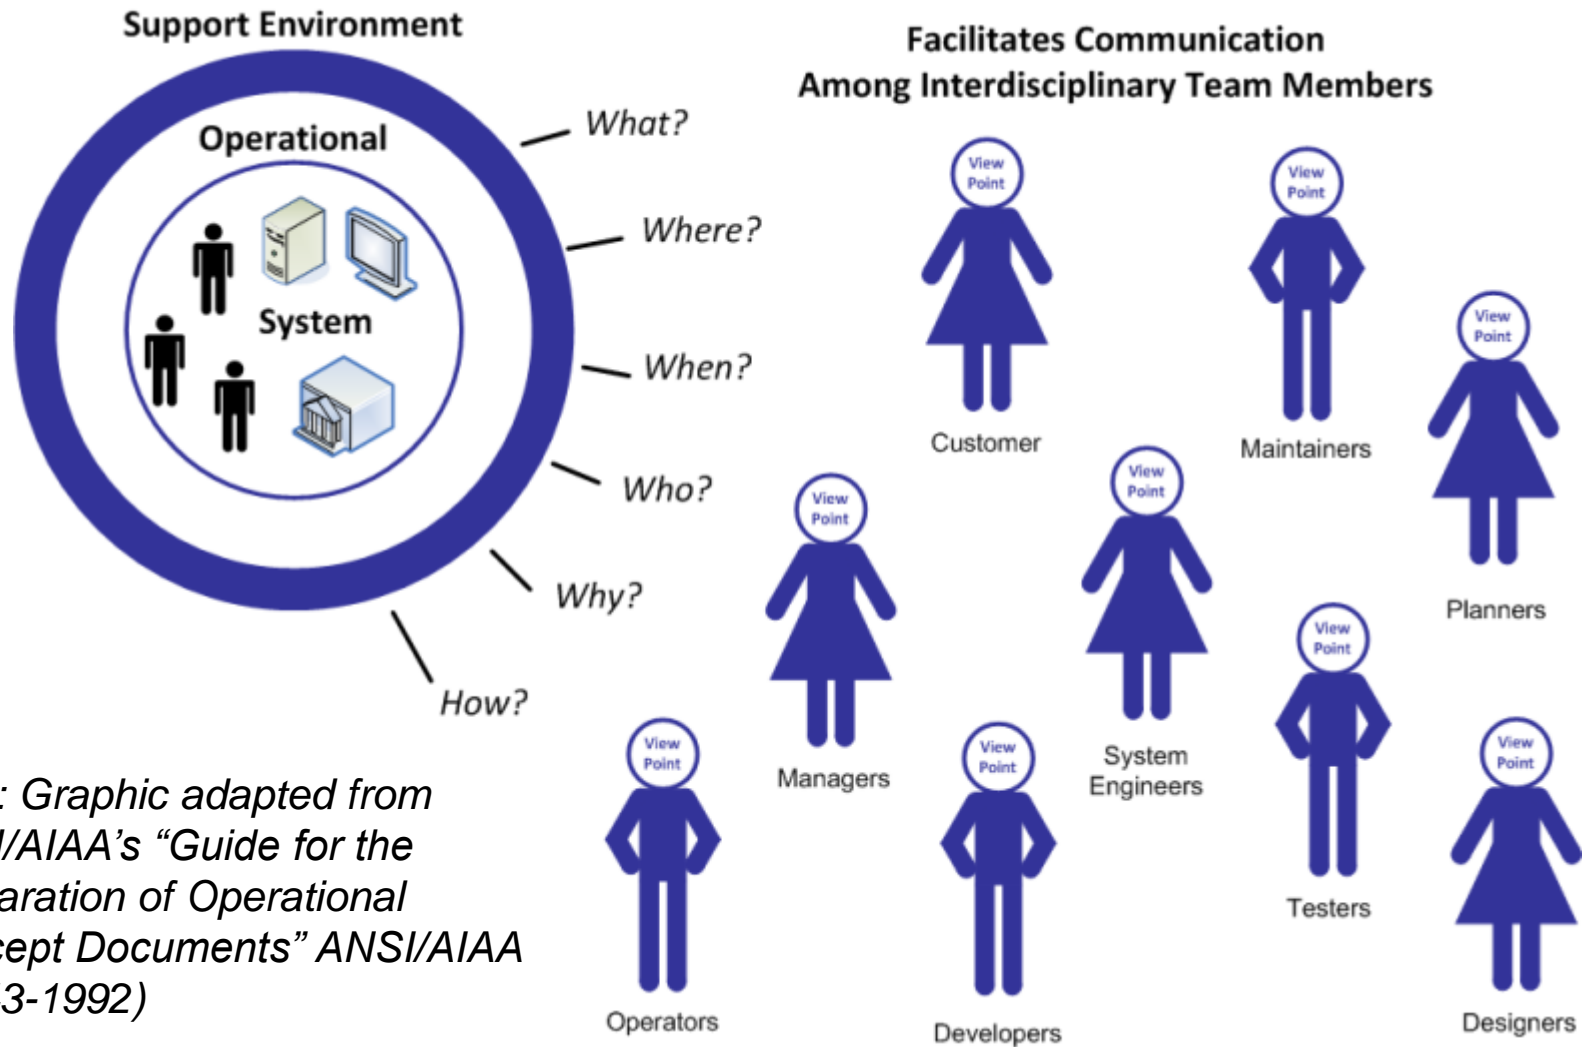 Support Environment
Operational
System
What?
Where?
When?
Who?
Why?
How?
: Graphic adapted from
/AIAA’s “Guide for the
of Operational
Documents” ANSI/AIAA
3-1992)
Facilitates Communication
Among Interdisciplinary Team Members
View
Point
Customer
View
Point
Maintainers
View
Point
Planners
View
Point
Managers
View
Point
System
Engineers
View
Point
Testers
View
Point
Operators
View
Point
Developers
View
Point
Designers